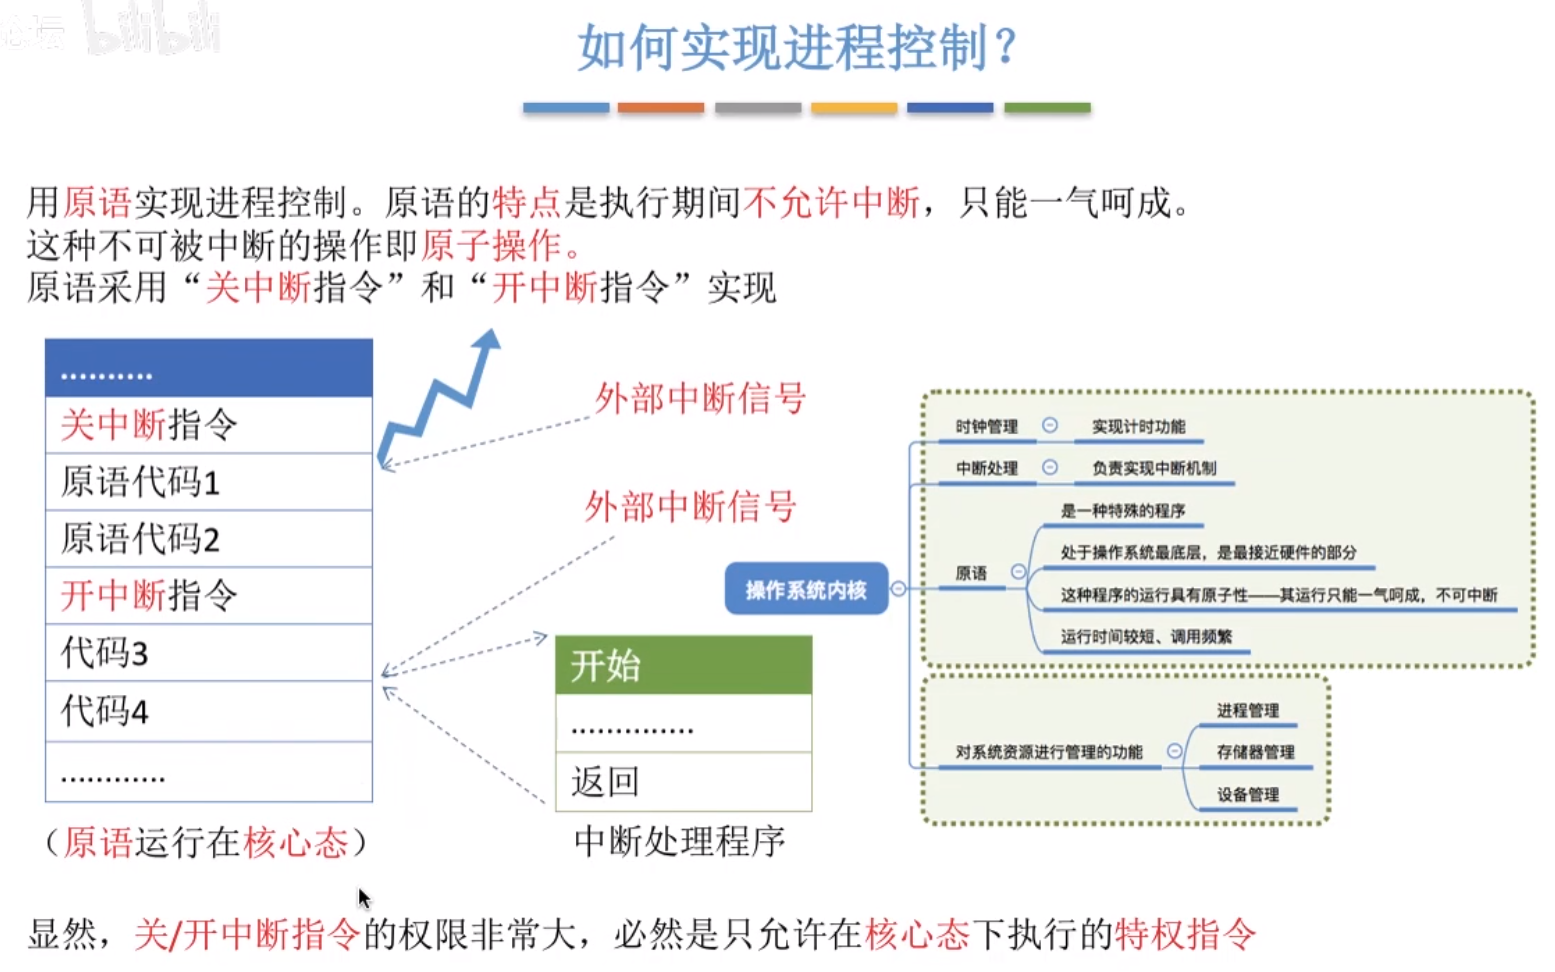 bilibili
如何实现进程控制？
用原语实现进程控制。原语的特点是执行期间不允许中断，只能一气呵成。
这种不可被中断的操作即原子操作。
原语采用“关中断指令”和“开中断指令”实现
..........
关中断指令
原语代码1
原语代码2
开中断指令
代码3
代码4
............
（原语运行在核心态）
外部中断信号
外部中断信号
开始
..............
返回
中断处理程序
操作系统内核
时钟管理
实现计时功能
中断处理
负责实现中断机制
原语
是一种特殊的程序
处于操作系统最底层，是最接近硬件的部分
这种程序的运行具有原子性——其运行只能一气呵成，不可中断
运行时间较短、调用频繁
对系统资源进行管理的功能
进程管理
存储器管理
设备管理
显然，关/开中断指令的权限非常大，必然是只允许在核心态下执行的特权指令